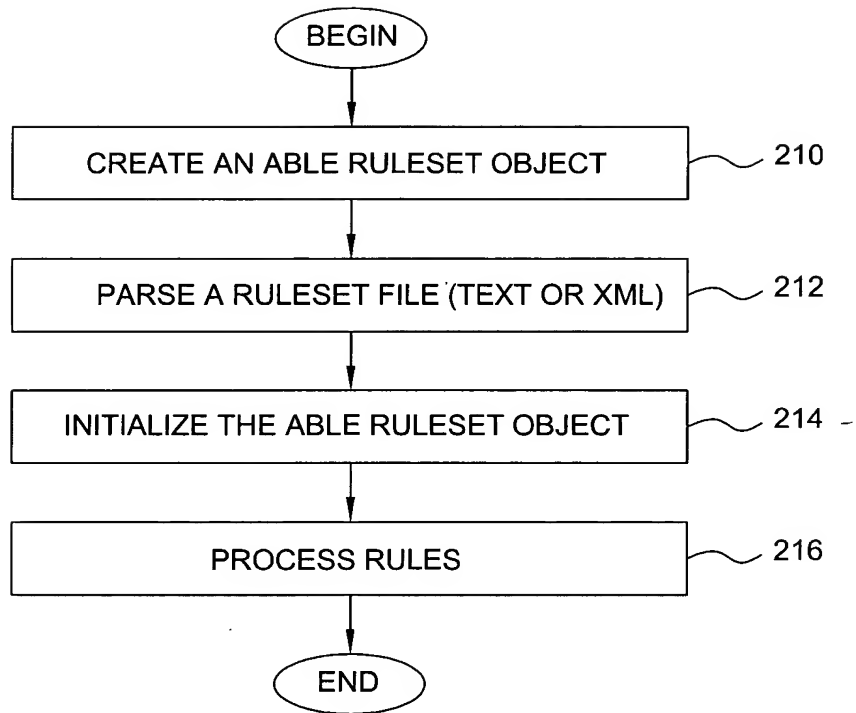 BEGIN
CREATE AN ABLE RULESET OBJECT
210
PARSE A RULESET FILE (TEXT OR XML)
212
INITIALIZE THE ABLE RULESET OBJECT
214
PROCESS RULES
216
END